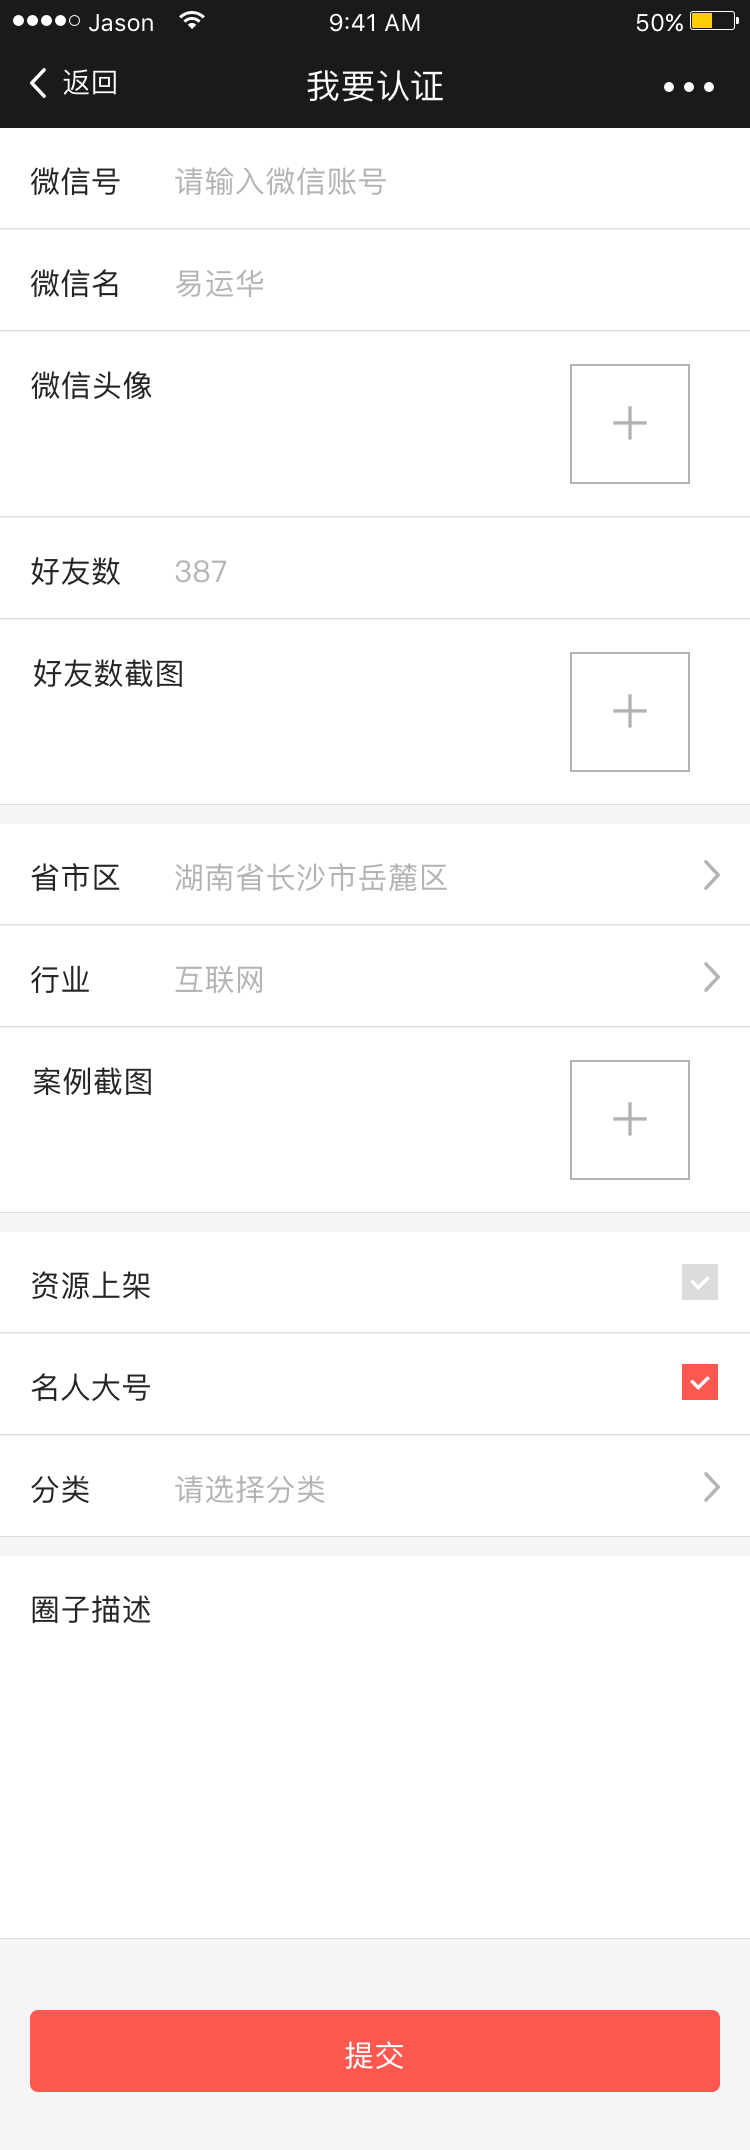 Jason 9:41 AM 50%
返回 我要认证
微信号 请输入微信账号
微信名 易运华
微信头像
好友数 387
好友数截图
省市区 湖南省长沙市岳麓区
行业 互联网
案例截图
资源上架
名人大号
分类 请选择分类
圈子描述
提交